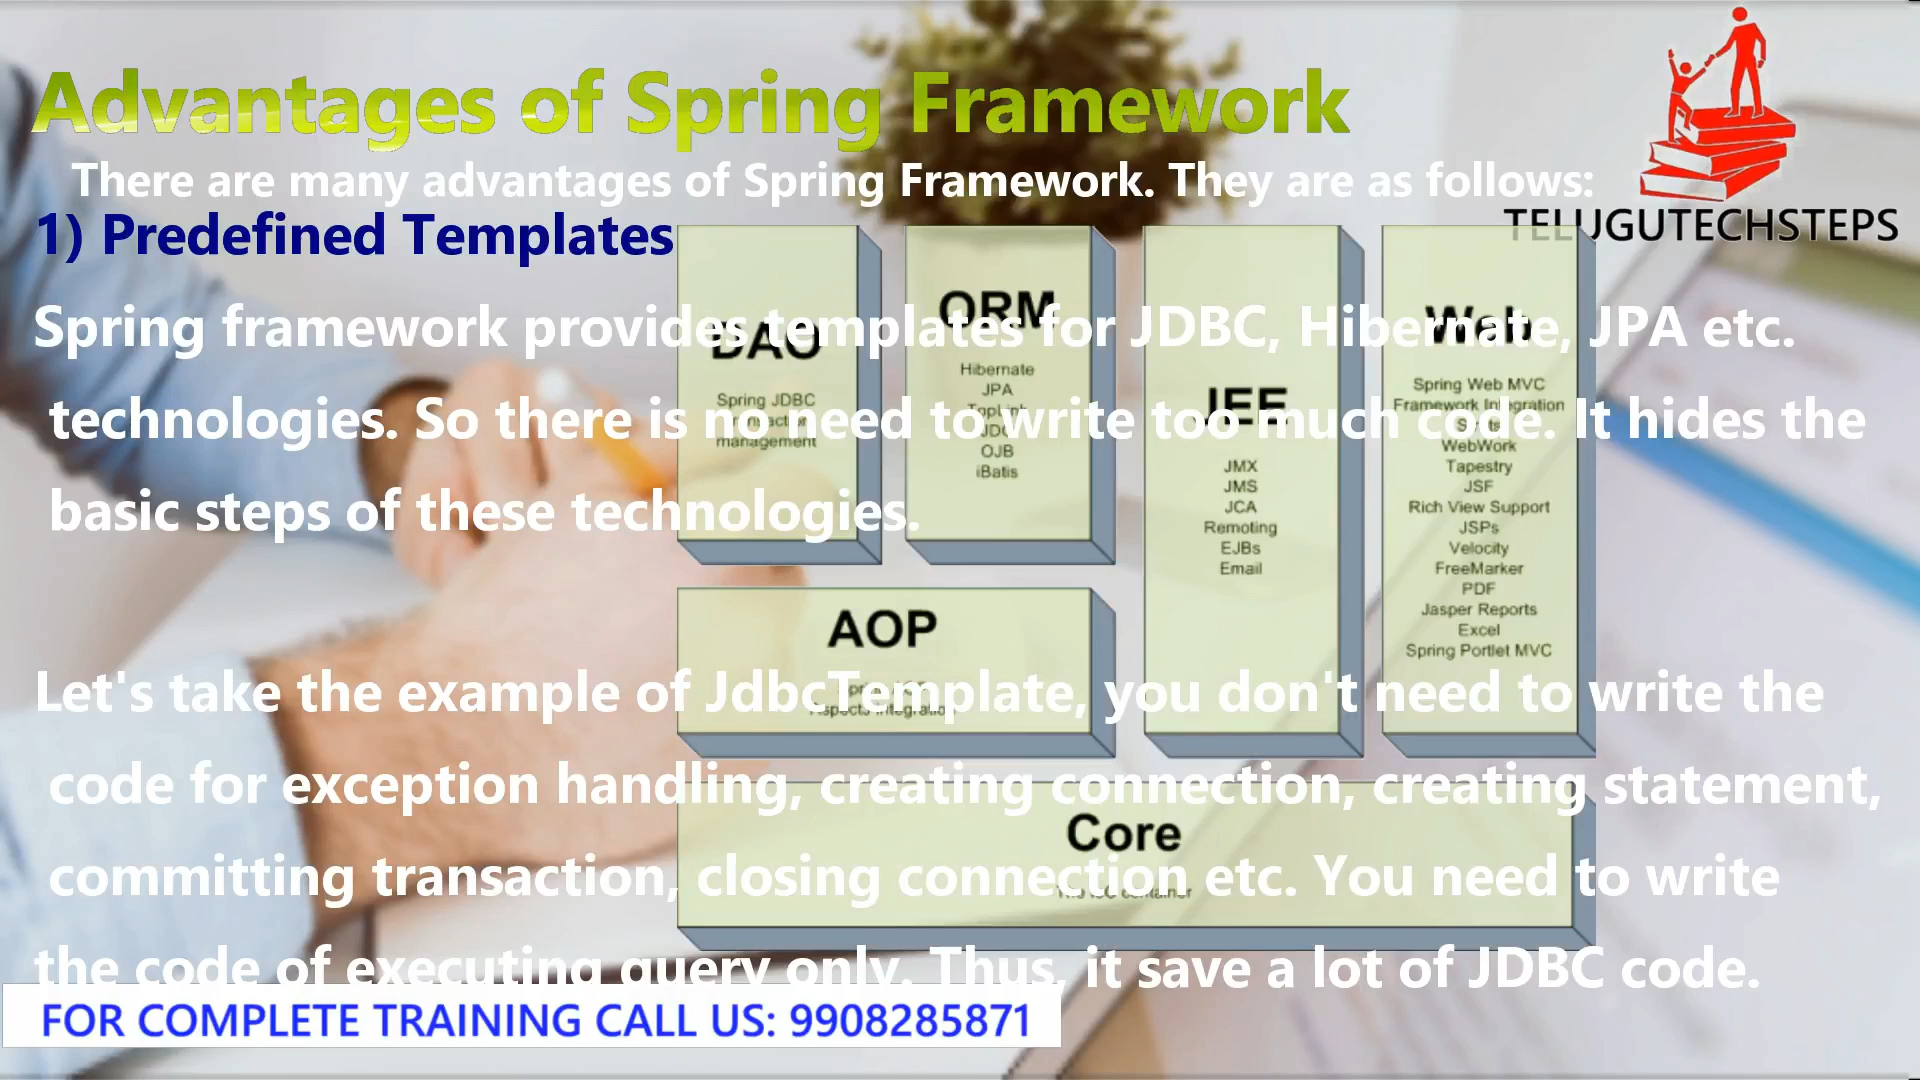 Advantages of Spring Framework
There are many advantages of Spring Framework. They are as follows:
TELUGUTECHSTEPS
1) Predefined Templates
Spring framework provides templates for JDBC, Hibernate, JPA etc.
technologies. So there is no need to write too much code. It hides the
basic steps of these technologies.
Let's take the example of JdbcTemplate, you don't need to write the
code for exception handling, creating connection, creating statement,
committing transaction, closing connection etc. You need to write
the code of executing query only. Thus, it save a lot of JDBC code.
DAO
Spring JDBC
management
ORM
Hibernate
JPA
OJB
iBatis
JEE
JMX
JMS
JCA
Remoting
EJBs
Email
Web
Spring Web MVC
Framework Integration
WebWork
Tapestry
JSF
Rich View Support
JSPs
Velocity
FreeMarker
PDF
Jasper Reports
Excel
Spring Portlet MVC
AOP
Core
FOR COMPLETE TRAINING CALL US: 9908285871